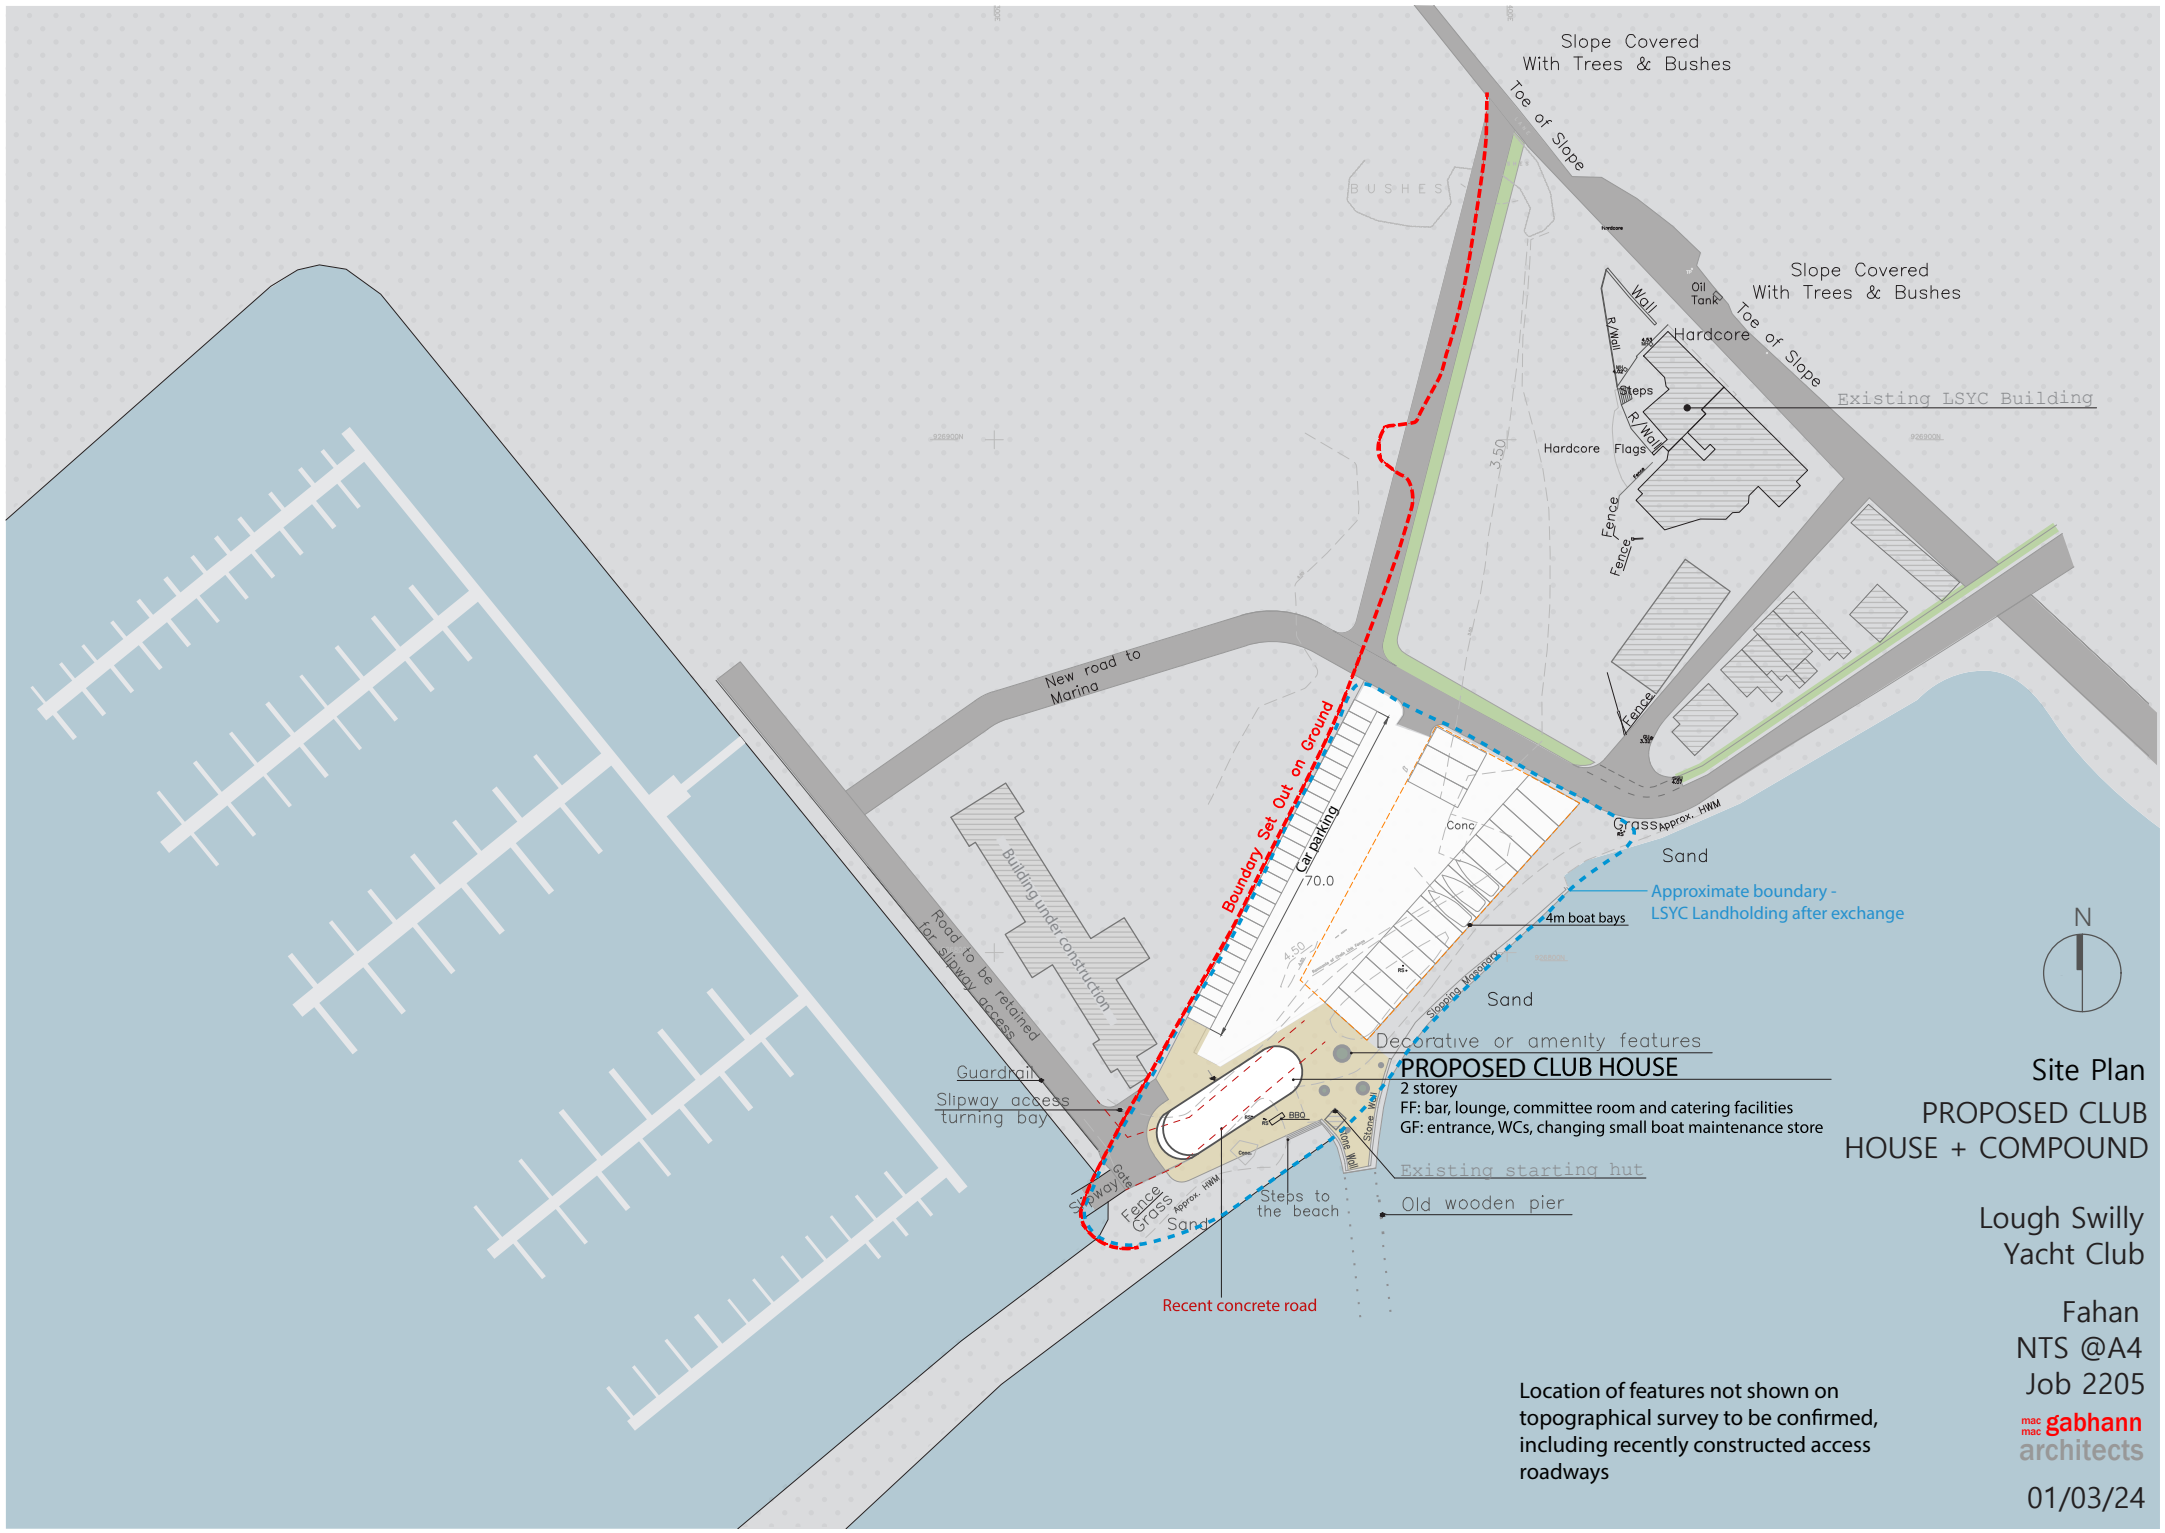 Slope Covered
With Trees & Bushes
Toe of Slope
BUSHES
Hardcore
Slope Covered
With Trees & Bushes
Oil
Tank
Toe of Slope
Wall
R/Wall
Hardcore
Steps
R/Wall
Existing LSYC Building
Hardcore Flags
Fence
3.50
Fence
Fence
New road to
Marina
Fence
Boundary Set Out on Ground
Car parking
70.0
Conc
Grass
Approx. HWM
Sand
Approximate boundary -
LSYC Landholding after exchange
4m boat bays
4.50
Building under construction
Road to be retained
for slipway access
Slopping Masonary
Sand
N
Decorative or amenity features
PROPOSED CLUB HOUSE
2 storey
FF: bar, lounge, committee room and catering facilities
GF: entrance, WCs, changing small boat maintenance store
Guardrail
Slipway access
turning bay
BBQ
Stone Wall
Stone Wall
Conc.
Existing starting hut
Gate
Slipway
Fence
Grass
Approx. HWM
Sand
Steps to
the beach
Old wooden pier
Recent concrete road
Site Plan
PROPOSED CLUB
HOUSE + COMPOUND
Lough Swilly
Yacht Club
Fahan
NTS @A4
Job 2205
mac
mac gabhann
architects
01/03/24
Location of features not shown on
topographical survey to be confirmed,
including recently constructed access
roadways